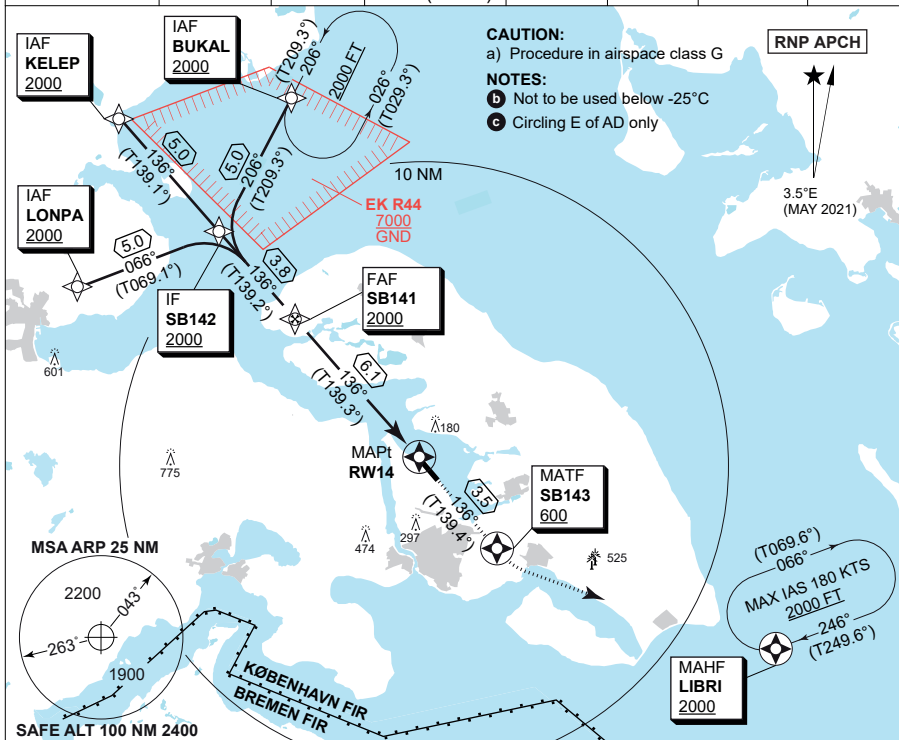 IAF
KELEP
2000
IAF
BUKAL
2000
(T209.3°)
206°
2000 FT
026°
(T029.3°)
CAUTION:
a) Procedure in airspace class G
NOTES:
b Not to be used below -25°C
c Circling E of AD only
RNP APCH
3.5°E
(MAY 2021)
5.0
136°
(T139.1°)
5.0
206°
(T209.3°)
10 NM
EK R44
7000
GND
IAF
LONPA
2000
5.0
066°
(T069.1°)
3.8
136°
(T139.2°)
IF
SB142
2000
FAF
SB141
2000
601
6.1
136°
(T139.3°)
180
MAPt
RW14
775
3.5
136°
(T139.4°)
MATF
SB143
600
474
297
525
MSA ARP 25 NM
2200
043°
263°
1900
SAFE ALT 100 NM 2400
KØBENHAVN FIR
BREMEN FIR
(T069.6°)
066°
MAX IAS 180 KTS
2000 FT
246°
(T249.6°)
MAHF
LIBRI
2000